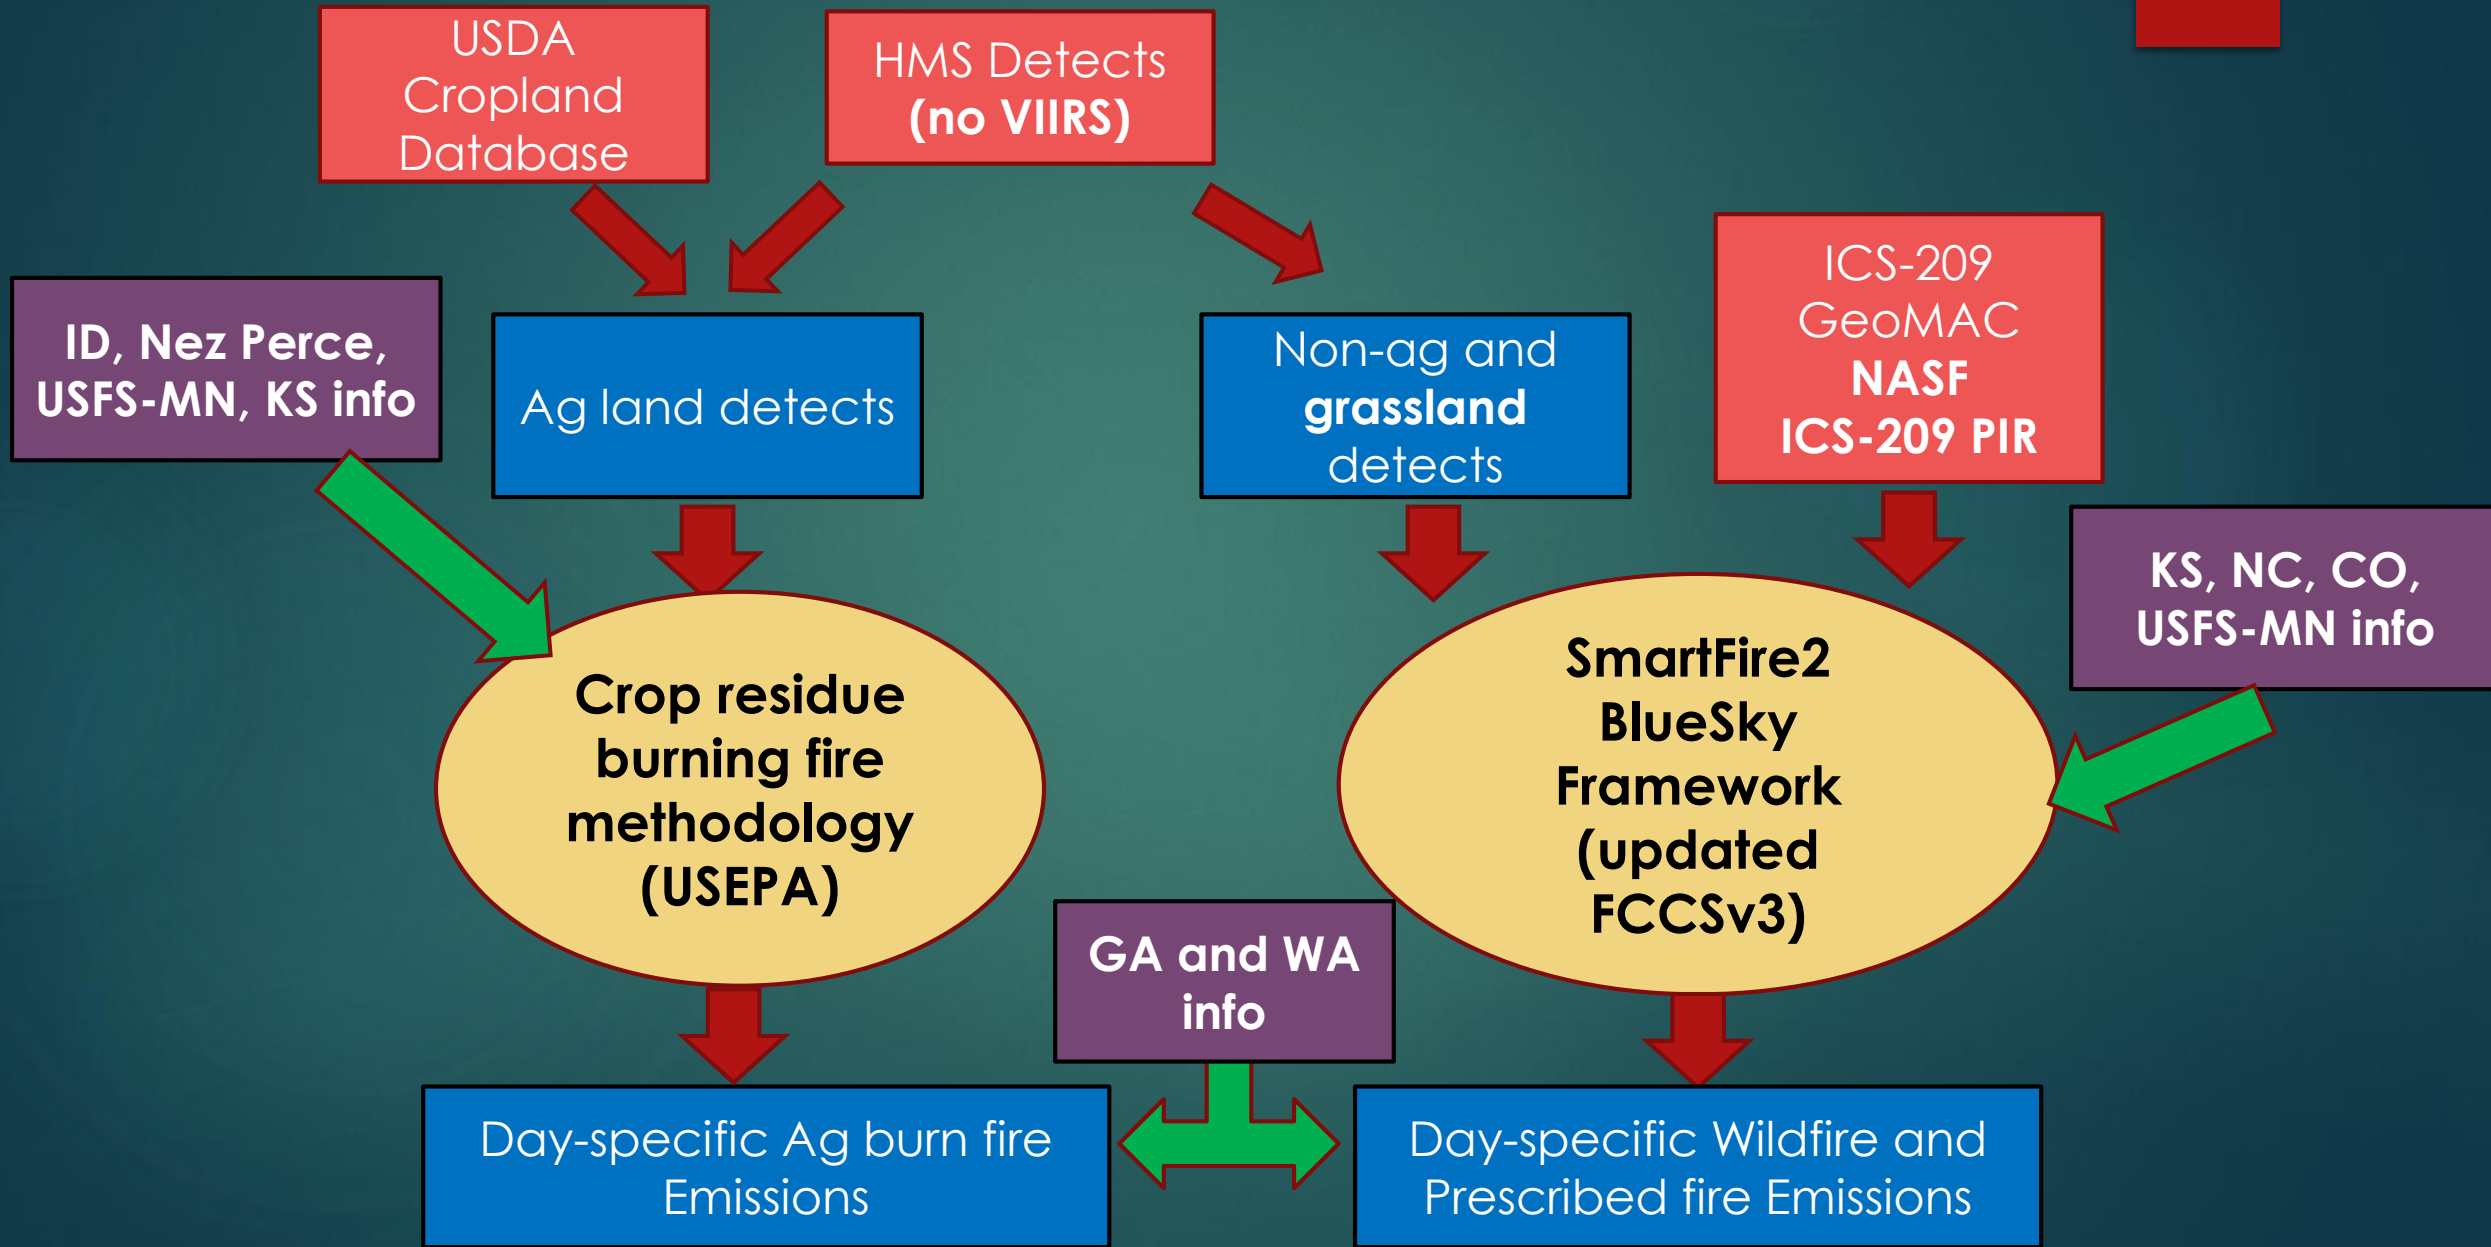 USDA
Cropland
Database
HMS Detects
(no VIIRS)
ICS-209
GeoMAC
NASF
ICS-209 PIR
ID, Nez Perce,
USFS-MN, KS info
Ag land detects
Non-ag and
grassland
detects
KS, NC, CO,
USFS-MN info
Crop residue
burning fire
methodology
(USEPA)
SmartFire2
BlueSky
Framework
(updated
FCCSv3)
GA and WA
info
Day-specific Ag burn fire
Emissions
Day-specific Wildfire and
Prescribed fire Emissions